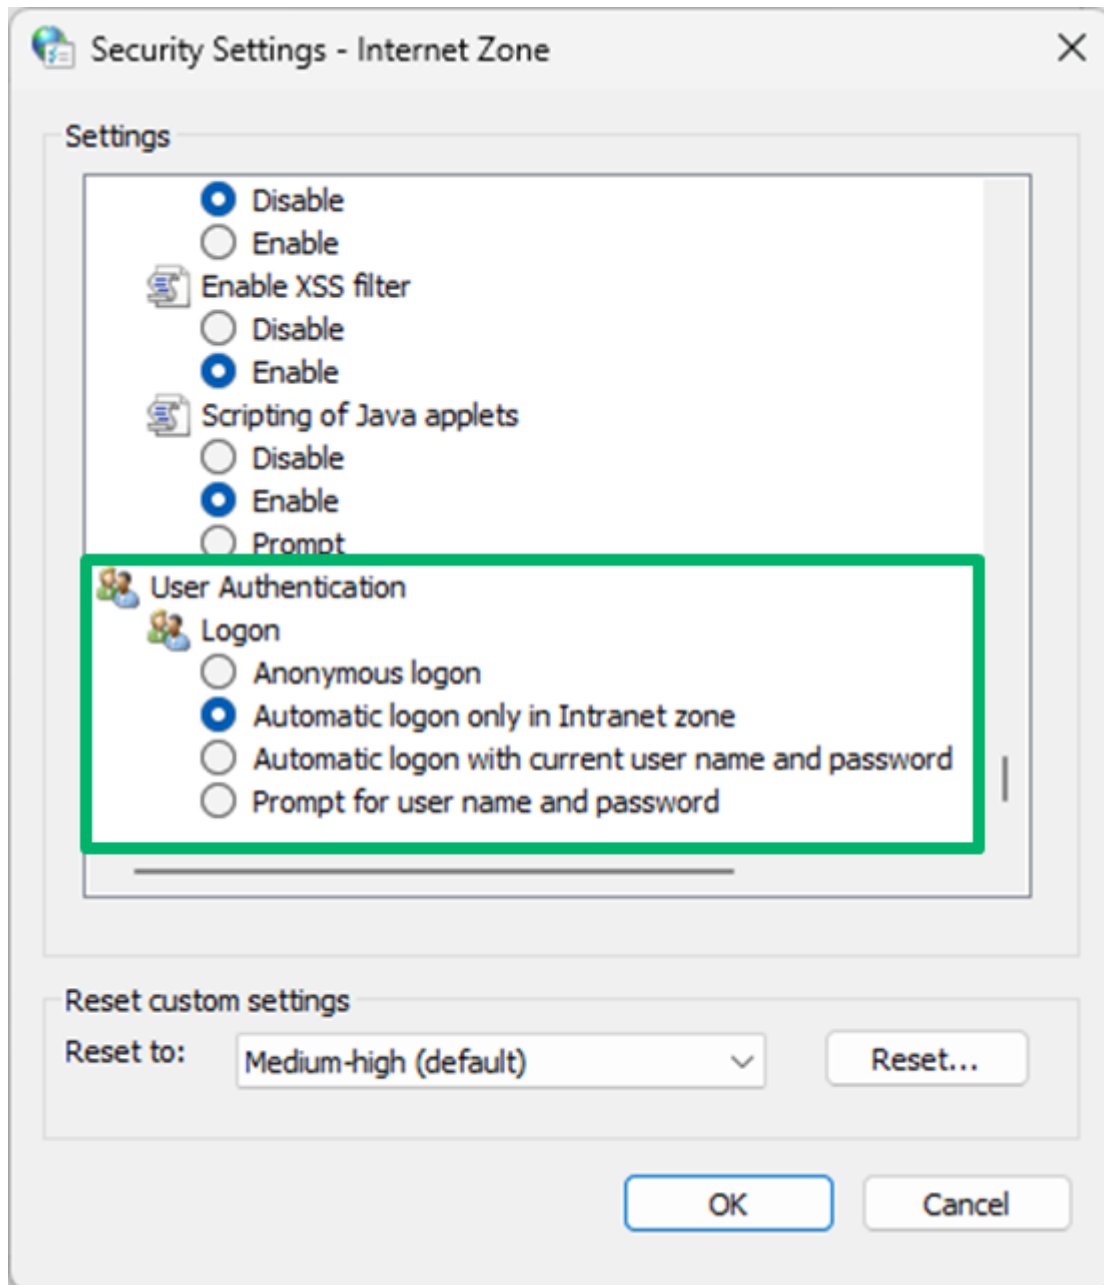 Security Settings - Internet Zone
Settings
Disable
Enable
Enable XSS filter
Disable
Enable
Scripting of Java applets
Disable
Enable
Prompt
User Authentication
Logon
Anonymous logon
Automatic logon only in Intranet zone
Automatic logon with current user name and password
Prompt for user name and password
Reset custom settings
Reset to:
Medium-high (default)
Reset...
OK
Cancel